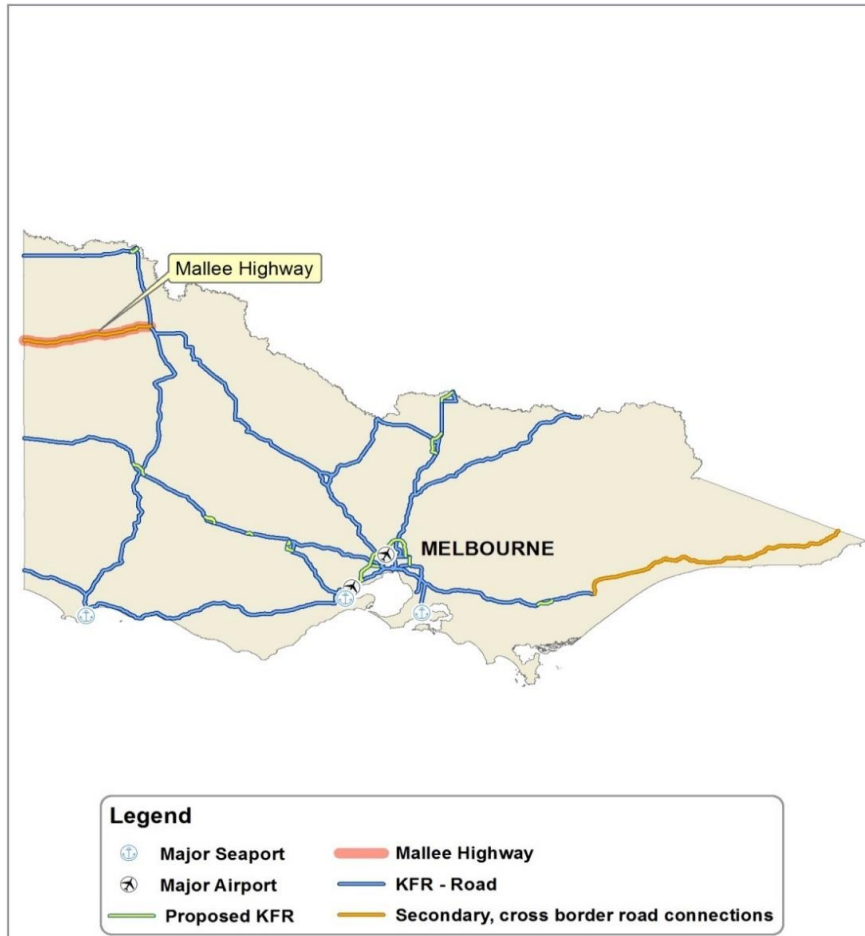 Mallee Highway
MELBOURNE
Legend
Major Seaport
Mallee Highway
Major Airport
KFR - Road
Proposed KFR
Secondary, cross border road connections